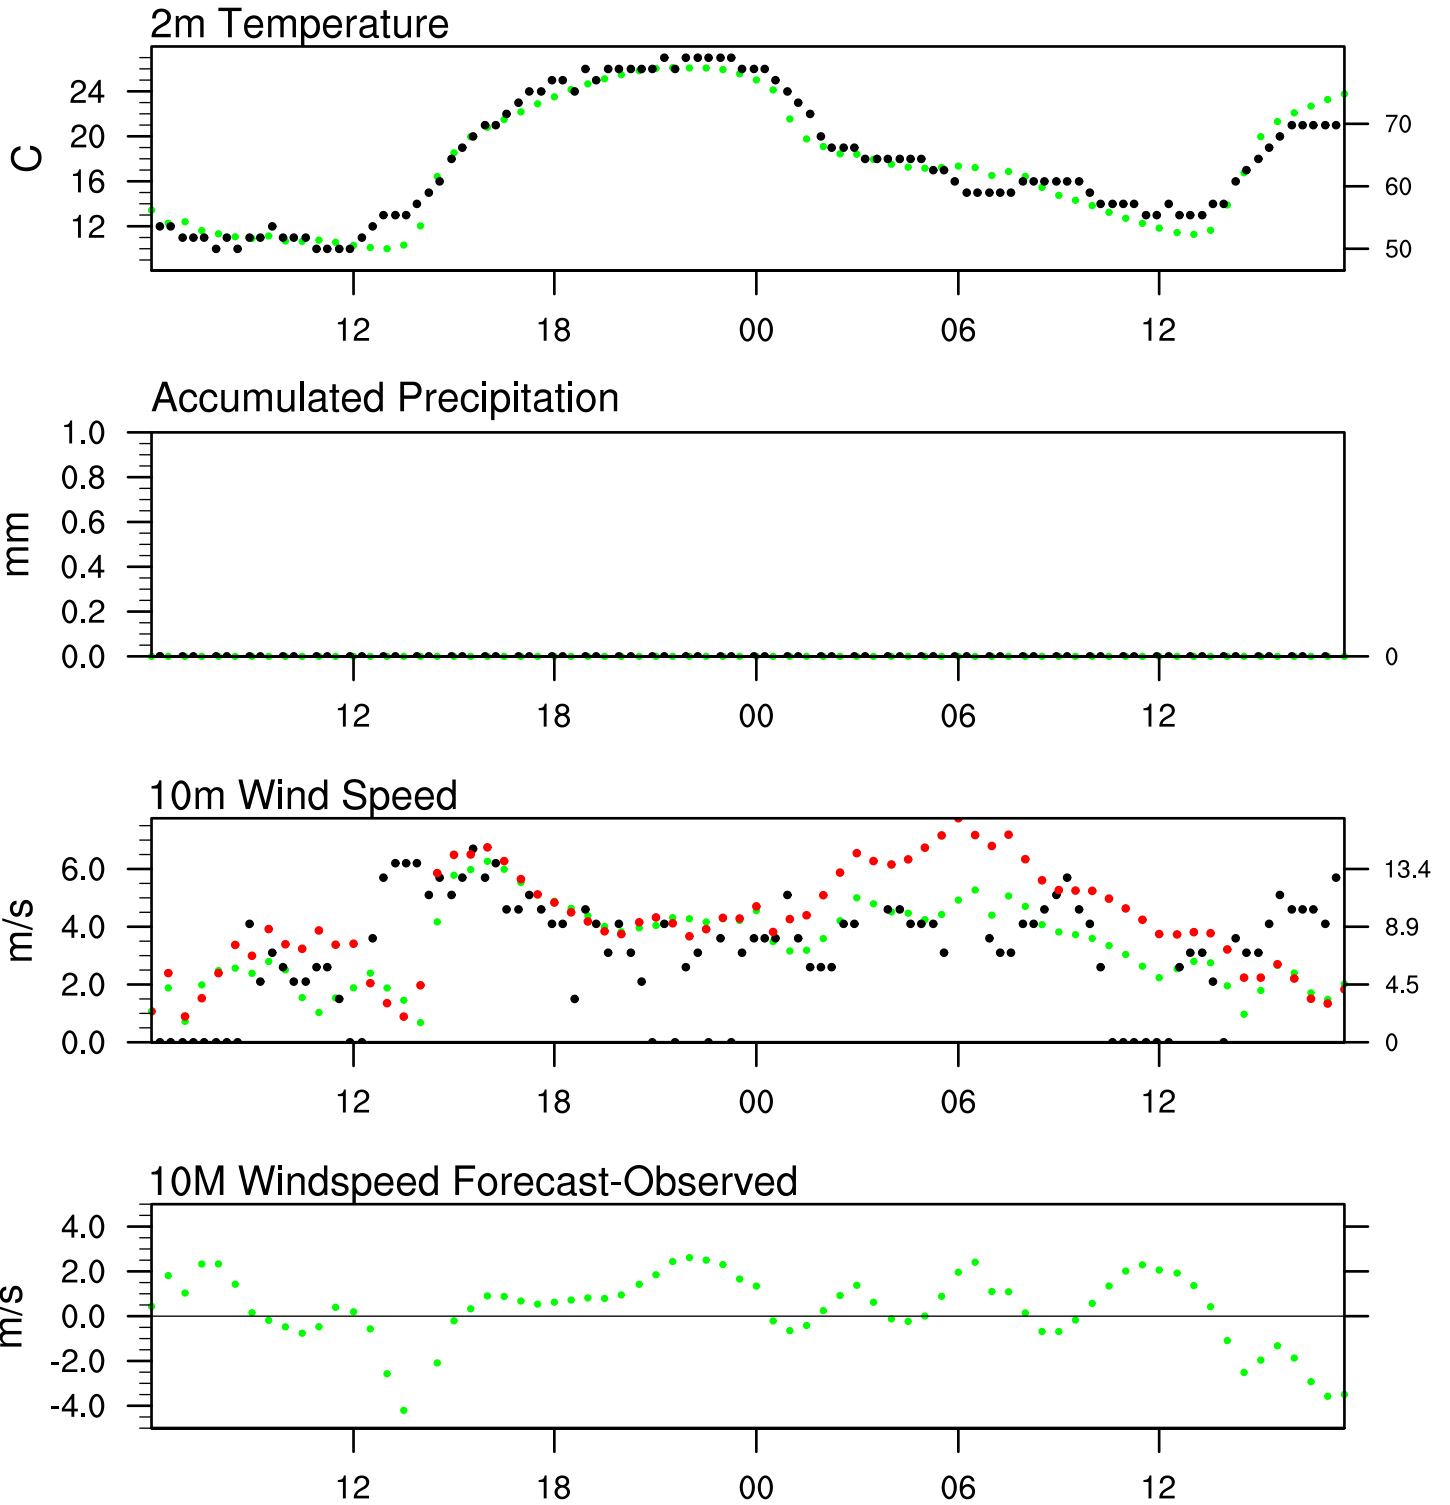 2m Temperature
24
20
16
12
C
70
60
50
12 18 00 06 12
Accumulated Precipitation
1.0
0.8
0.6
0.4
0.2
0.0
mm
0
12 18 00 06 12
10m Wind Speed
6.0
4.0
2.0
0.0
m/s
13.4
8.9
4.5
0
12 18 00 06 12
10M Windspeed Forecast-Observed
4.0
2.0
0.0
-2.0
-4.0
m/s
12 18 00 06 12